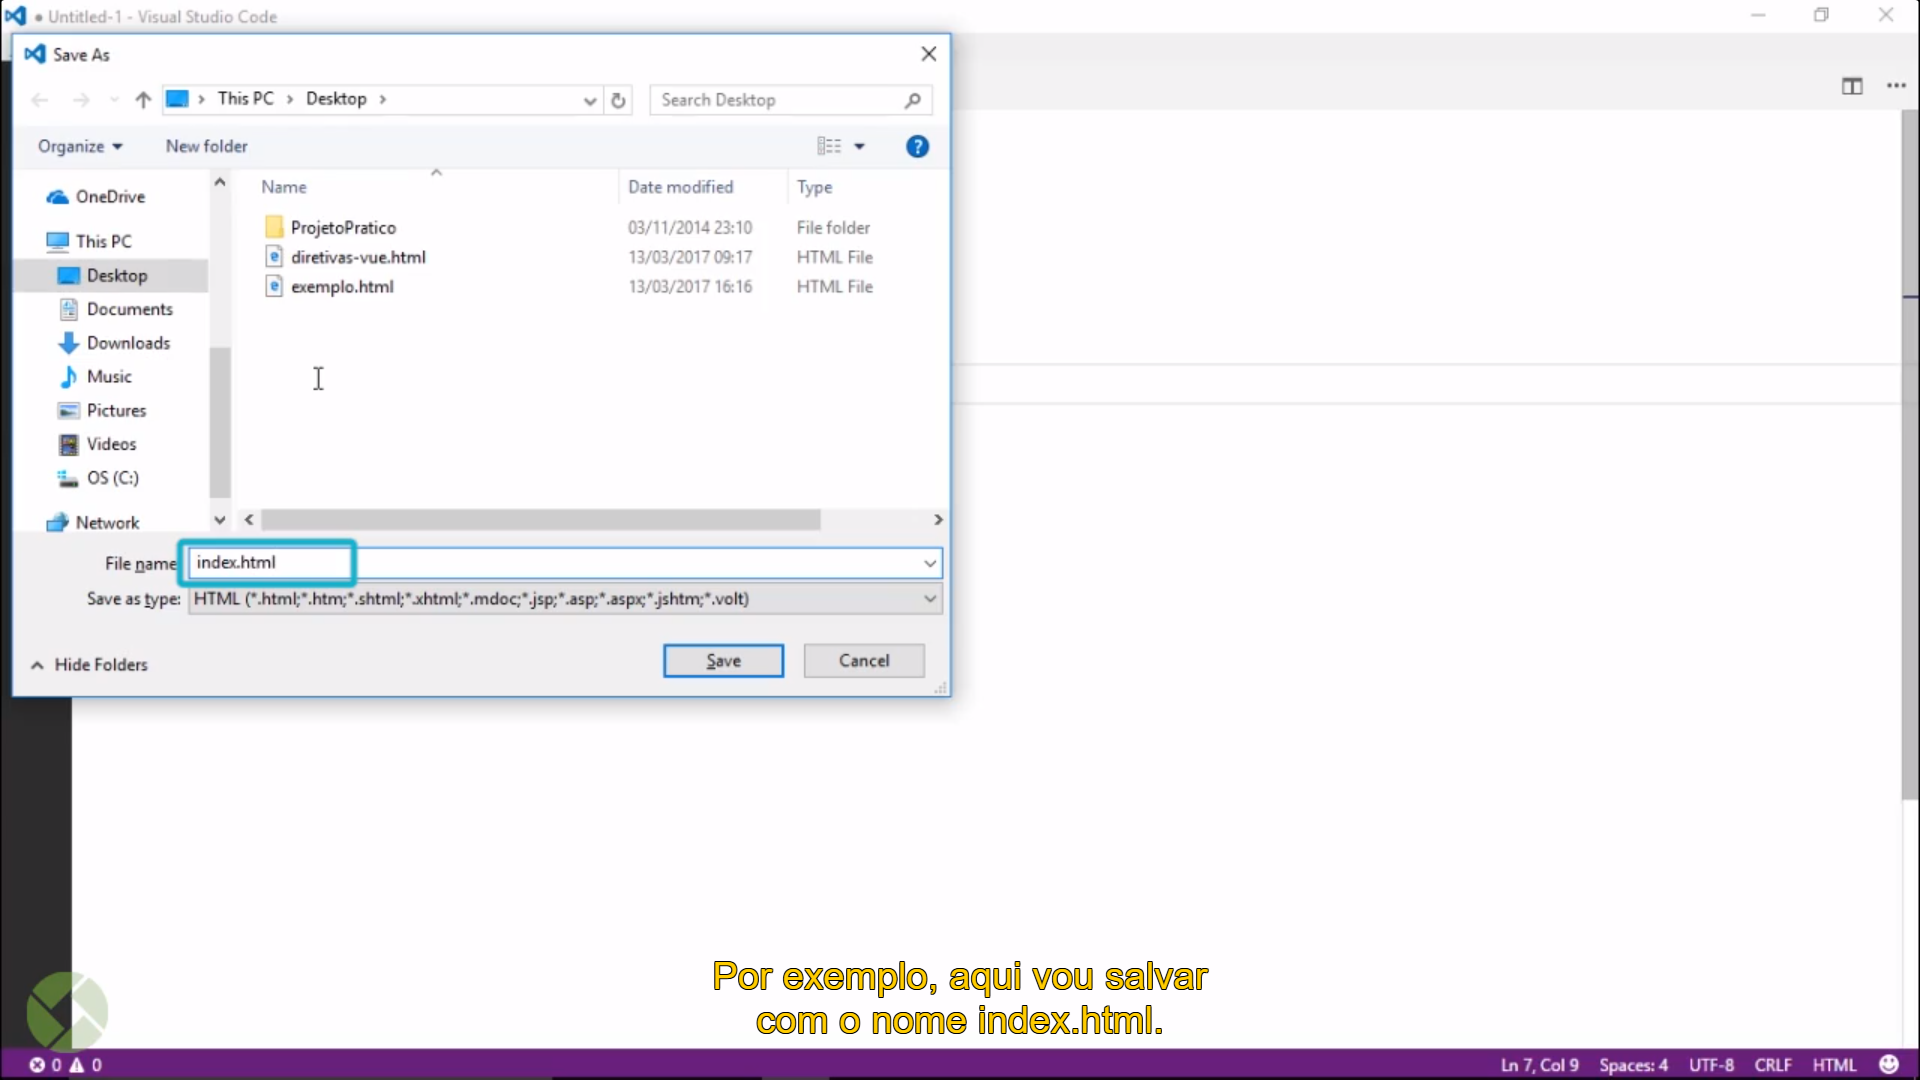 ● Untitled-1 - Visual Studio Code
Save As
This PC > Desktop >
Search Desktop
Organize
New folder
Name
Date modified
Type
OneDrive
This PC
Desktop
Documents
Downloads
Music
Pictures
Videos
OS (C:)
Network
ProjetoPratico 03/11/2014 23:10 File folder
diretivas-vue.html 13/03/2017 09:17 HTML File
exemplo.html 13/03/2017 16:16 HTML File
File name: index.html
Save as type: HTML (*.html;*.htm;*.shtml;*.xhtml;*.mdoc;*.jsp;*.asp;*.aspx;*.jshtm;*.volt)
Hide Folders
Save
Cancel
Por exemplo, aqui vou salvar
com o nome index.html.
0 0 Ln 7, Col 9 Spaces: 4 UTF-8 CRLF HTML